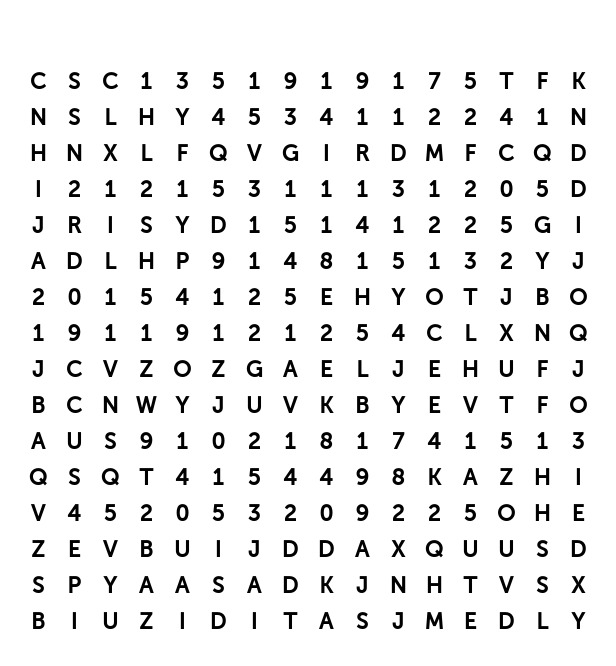 C S C 1 3 5 1 9 1 9 1 7 5 T F K
N S L H Y 4 5 3 4 1 1 2 2 4 1 N
H N X L F Q V G I R D M F C Q D
I 2 1 2 1 5 3 1 1 1 3 1 2 0 5 D
J R I S Y D 1 5 1 4 1 2 2 5 G I
A D L H P 9 1 4 8 1 5 1 3 2 Y J
2 0 1 5 4 1 2 5 E H Y O T J B O
1 9 1 1 9 1 2 1 2 5 4 C L X N Q
J C V Z O Z G A E L J E H U F J
B C N W Y J U V K B Y E V T F O
A U S 9 1 0 2 1 8 1 7 4 1 5 1 3
Q S Q T 4 1 5 4 4 9 8 K A Z H I
V 4 5 2 0 5 3 2 0 9 2 2 5 O H E
Z E V B U I J D D A X Q U U S D
S P Y A A S A D K J N H T V S X
B I U Z I D I T A S J M E D L Y